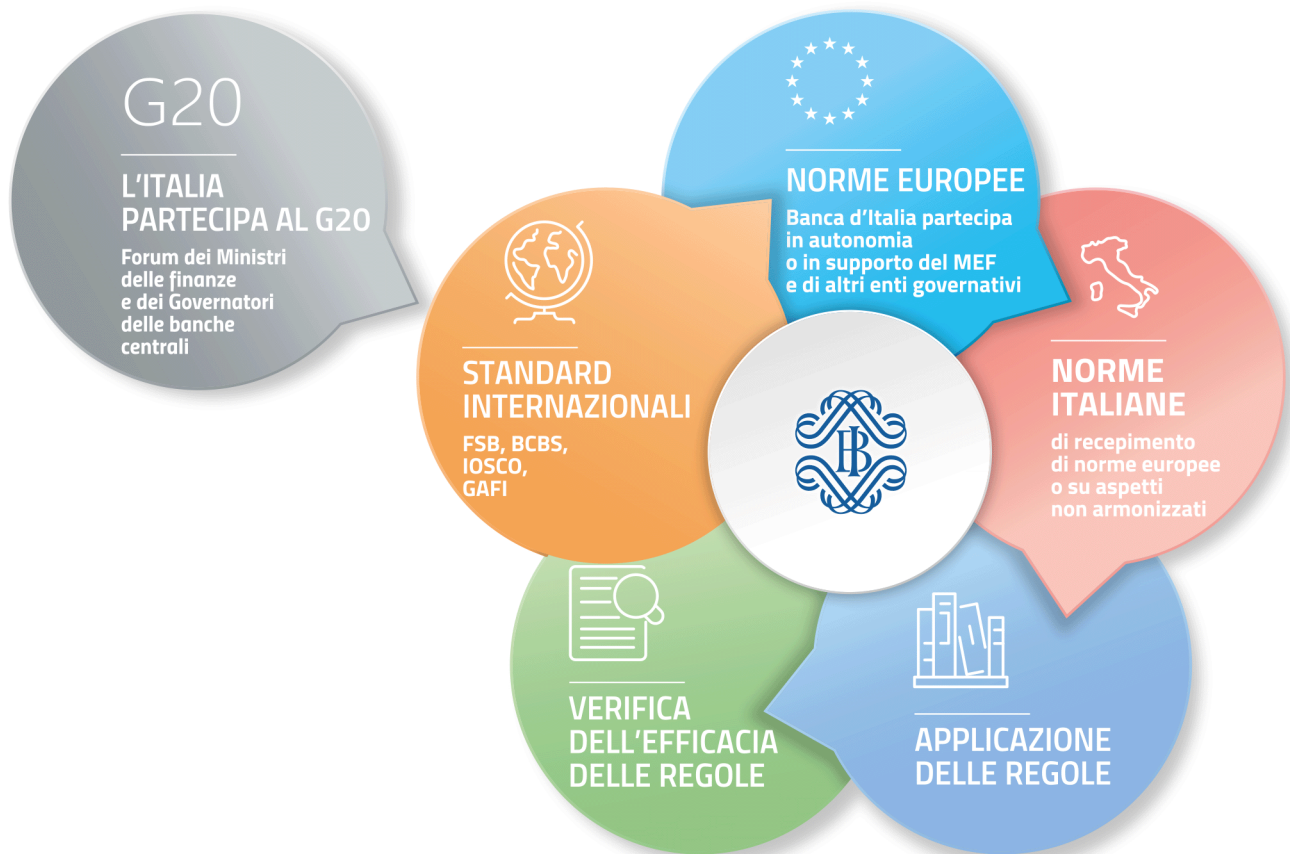 G20
L'ITALIA
PARTECIPA AL G20
Forum dei Ministri
delle finanze
e dei Governatori
delle banche
centrali
STANDARD
INTERNAZIONALI
FSB, BCBS,
IOSCO,
GAFI
NORME EUROPEE
Banca d'Italia partecipa
in autonomia
o in supporto del MEF
e di altri enti governativi
NORME
ITALIANE
di recepimento
di norme europee
o su aspetti
non armonizzati
APPLICAZIONE
DELLE REGOLE
VERIFICA
DELL'EFFICACIA
DELLE REGOLE